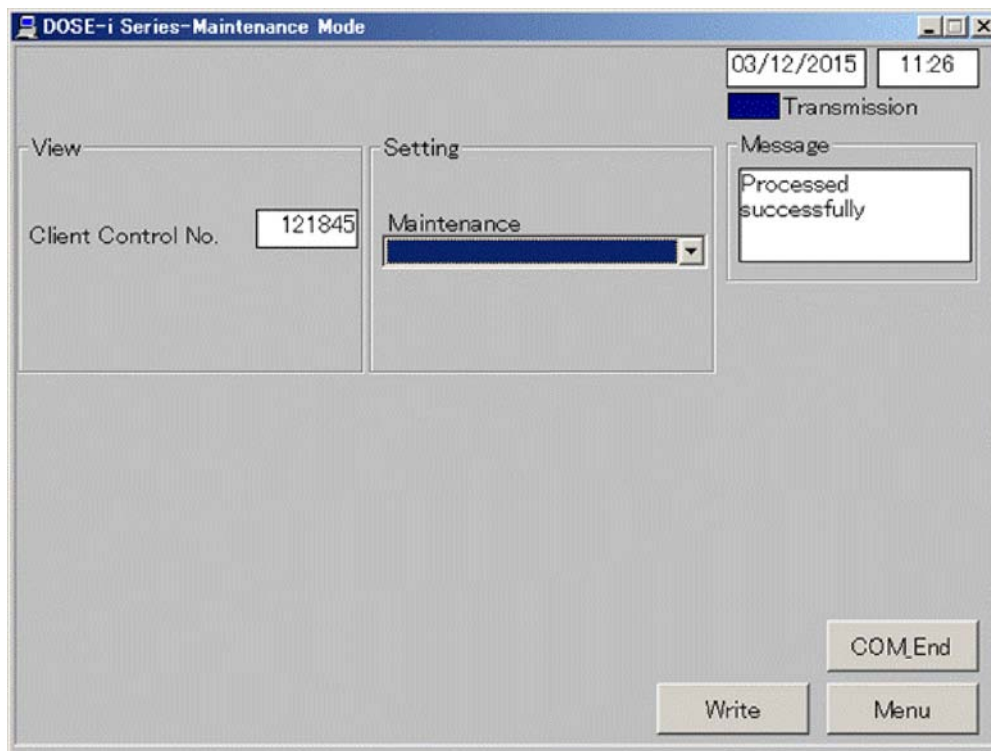 DOSE-i Series-Maintenance Mode
03/12/2015 11:26
Transmission
View
Client Control No. 121845
Setting
Maintenance
Message
Processed
successfully
COM_End
Write Menu